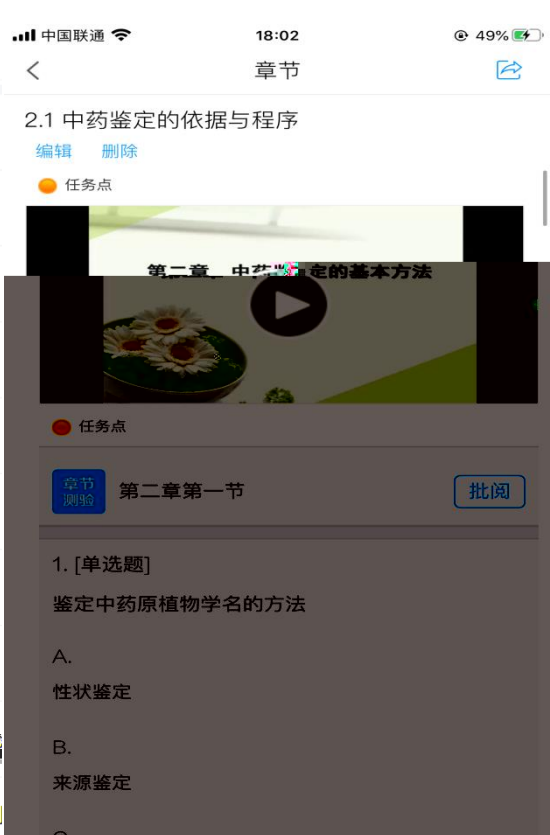 中国联通 18:02 49%
章节
2.1 中药鉴定的依据与程序
编辑 删除
任务点
第二章 中药鉴定的基本方法
任务点
章节
测验
第二章第一节
批阅
1. [单选题]
鉴定中药原植物学名的方法
A.
性状鉴定
B.
来源鉴定